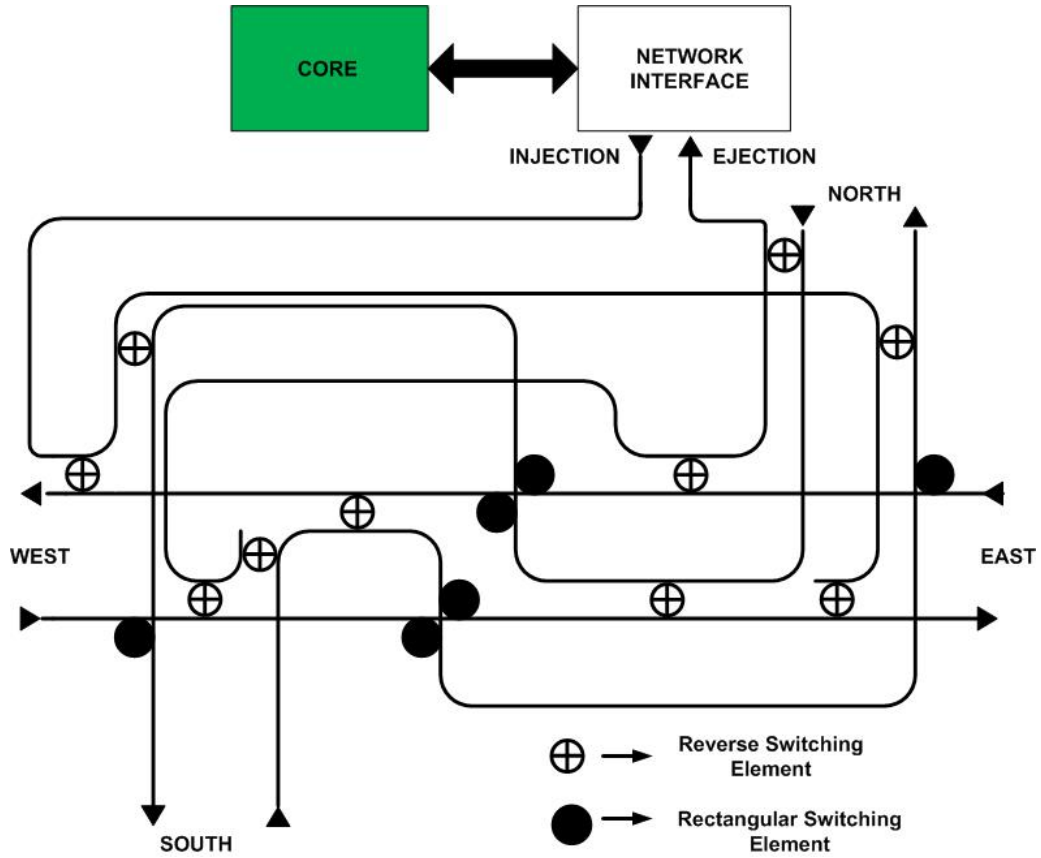 CORE
NETWORK
INTERFACE
INJECTION
EJECTION
NORTH
WEST
EAST
Reverse Switching
Element
Rectangular Switching
Element
SOUTH